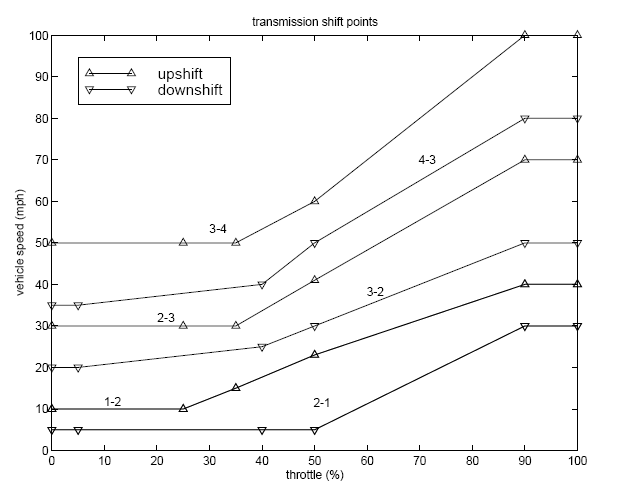 transmission shift points
100
90
80
70
60
50
40
30
20
10
0
vehicle speed (mph)
upshift
downshift
3-4
4-3
2-3
3-2
1-2
2-1
0 10 20 30 40 50 60 70 80 90 100
throttle (%)